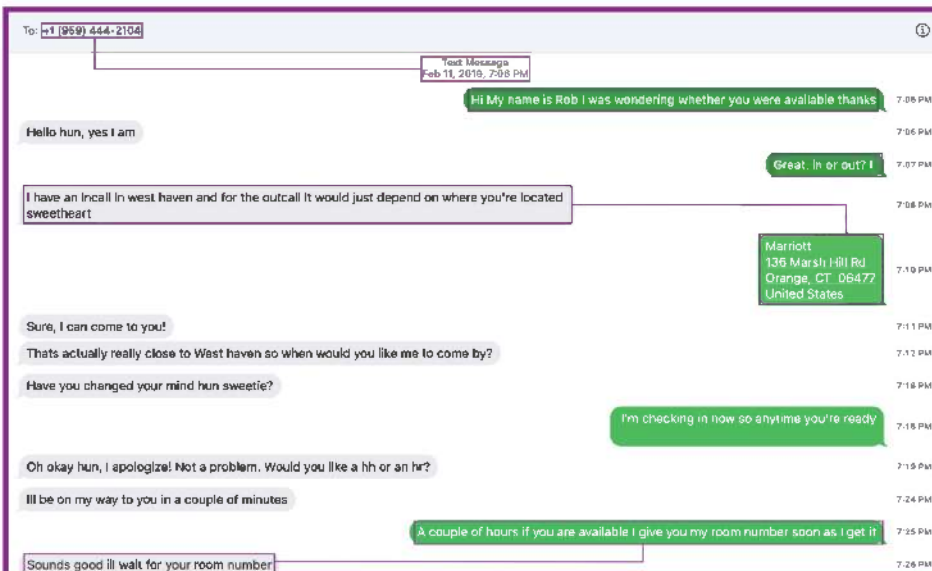 To: +1 (959) 444-2104
Text Message
Feb 11, 2019, 7:06 PM
Hi My name is Rob I was wondering whether you were available thanks
7:06 PM
Hello hun, yes I am
7:06 PM
Great. in or out? I
7:07 PM
I have an incall in west haven and for the outcall it would just depend on where you're located
sweetheart
7:08 PM
Marriott
136 Marsh Hill Rd
Orange, CT 06477
United States
7:10 PM
Sure, I can come to you!
7:11 PM
Thats actually really close to West haven so when would you like me to come by?
7:12 PM
Have you changed your mind hun sweetie?
7:18 PM
I'm checking in now so anytime you're ready
7:18 PM
Oh okay hun, I apologize! Not a problem. Would you like a hh or an hr?
7:19 PM
Ill be on my way to you in a couple of minutes
7:24 PM
A couple of hours if you are available I give you my room number soon as I get it
7:25 PM
Sounds good ill wait for your room number
7:26 PM